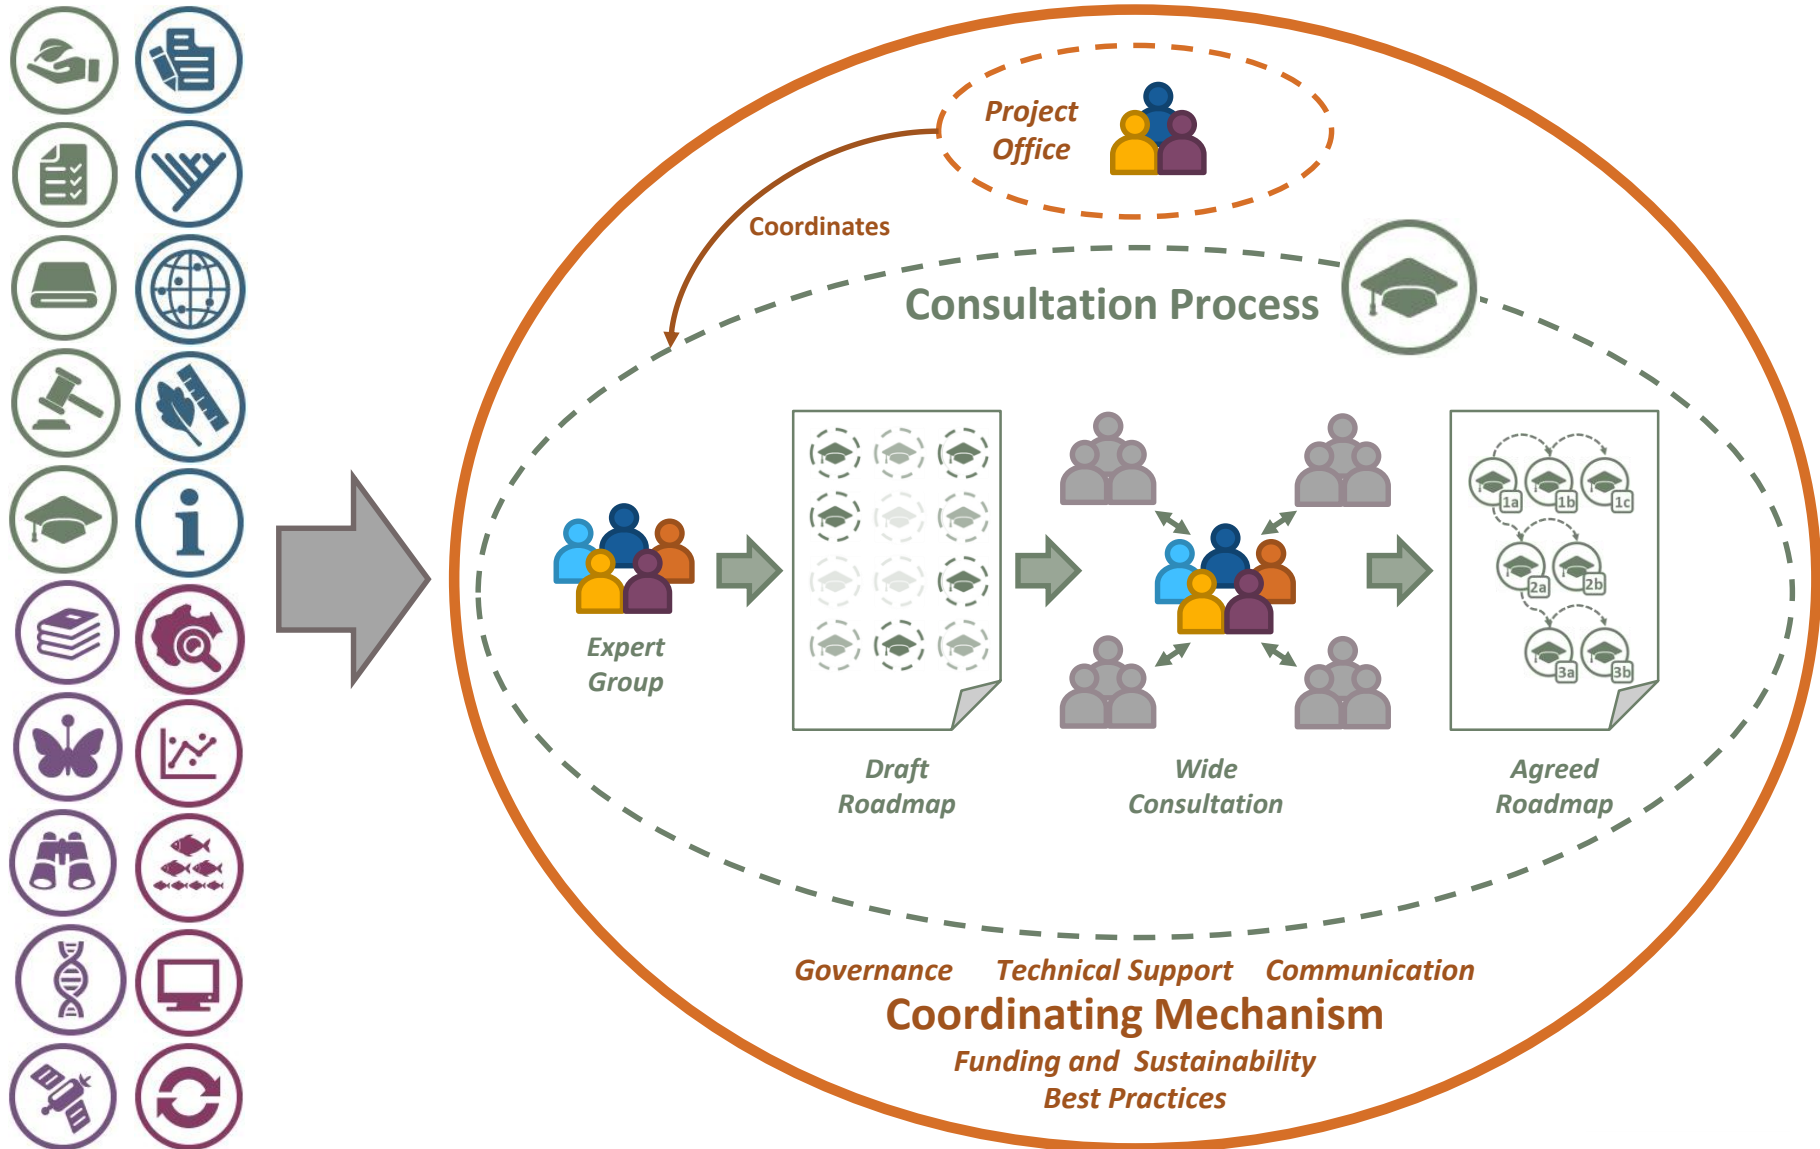 Project
Office
Coordinates
Consultation Process
1a
1b
1c
2a
2b
3a
3b
Expert
Group
Draft
Roadmap
Wide
Consultation
Agreed
Roadmap
Governance
Technical Support
Communication
Coordinating Mechanism
Funding and Sustainability
Best Practices